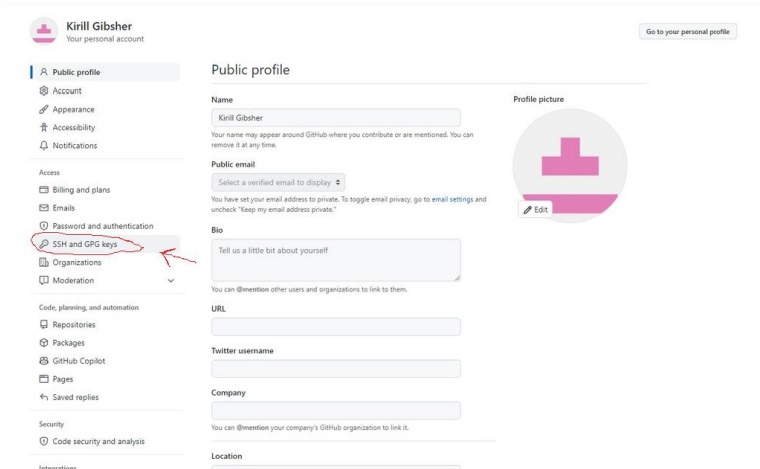 Kirill Gibsher
Your personal account
Go to your personal profile
Public profile
Account
Appearance
Accessibility
Notifications
Access
Billing and plans
Emails
Password and authentication
SSH and GPG keys
Organizations
Moderation
Code, planning, and automation
Repositories
Packages
GitHub Copilot
Pages
Saved replies
Security
Code security and analysis
Integrations
Public profile
Name
Kirill Gibsher
Your name may appear around GitHub where you contribute or are mentioned. You can
remove it at any time.
Public email
Select a verified email to display
You have set your email address to private. To toggle email privacy, go to email settings and
uncheck "Keep my email address private."
Bio
Tell us a little bit about yourself
You can @mention other users and organizations to link to them.
URL
Twitter username
Company
You can @mention your company's GitHub organization to link it.
Location
Profile picture
Edit